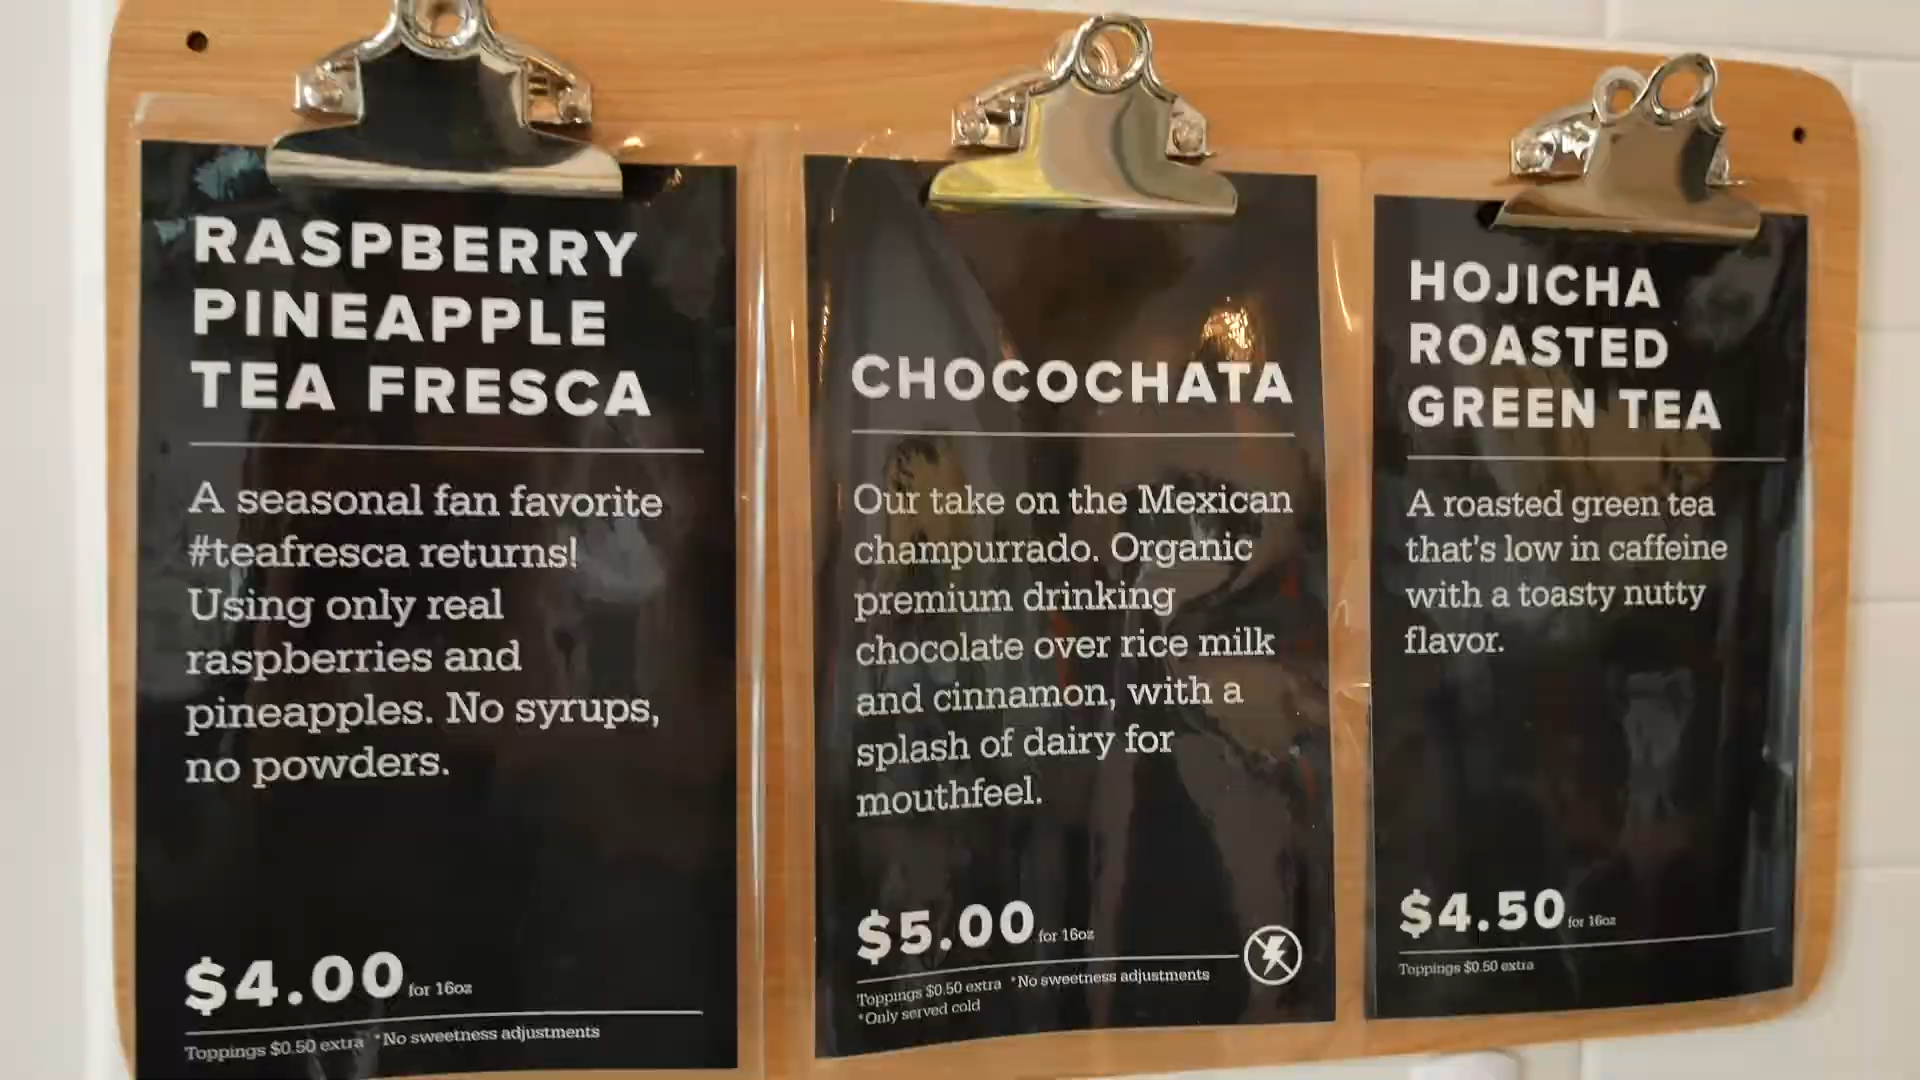 RASPBERRY
PINEAPPLE
TEA FRESCA
A seasonal fan favorite
#teafresca returns!
Using only real
raspberries and
pineapples. No syrups,
no powders.
$4.00 for 16oz
Toppings $0.50 extra *No sweetness adjustments
CHOCOCHATA
Our take on the Mexican
champurrado. Organic
premium drinking
chocolate over rice milk
and cinnamon, with a
splash of dairy for
mouthfeel.
$5.00 for 16oz
Toppings $0.50 extra *No sweetness adjustments
*Only served cold
HOJICHA
ROASTED
GREEN TEA
A roasted green tea
that's low in caffeine
with a toasty nutty
flavor.
$4.50 for 16oz
Toppings $0.50 extra